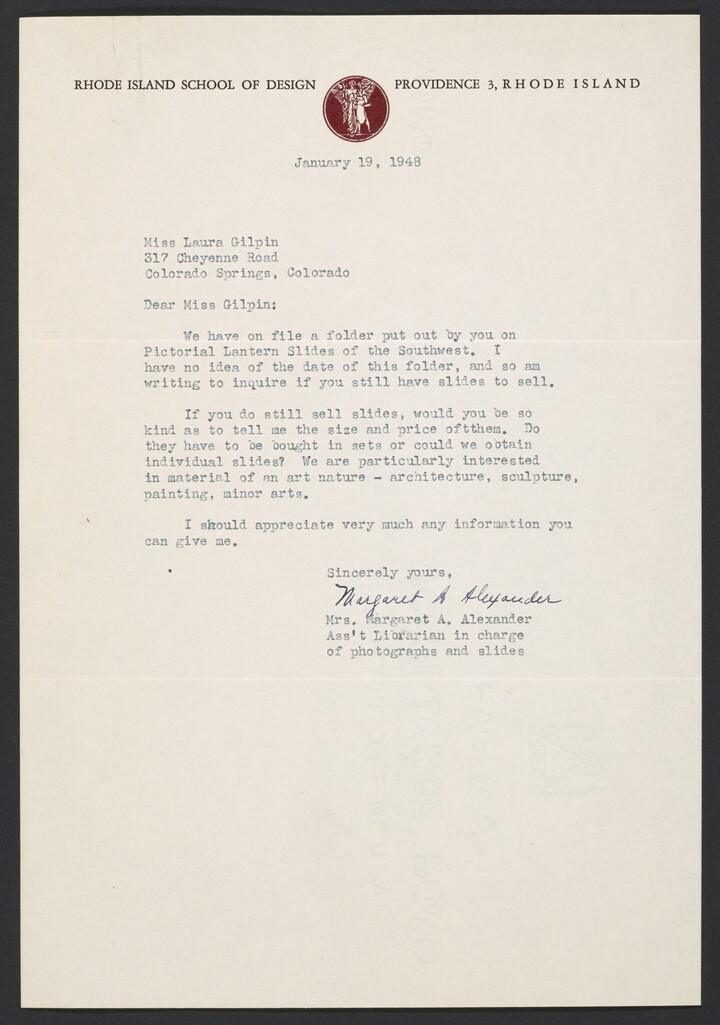 RHODE ISLAND SCHOOL OF DESIGN PROVIDENCE 3, RHODE ISLAND
January 19, 1948
Miss Laura Gilpin
317 Cheyenne Road
Colorado Springs, Colorado
Dear Miss Gilpin:
We have on file a folder put out by you on
Pictorial Lantern Slides of the Southwest. I
have no idea of the date of this folder, and so am
writing to inquire if you still have slides to sell.
If you do still sell slides, would you be so
kind as to tell me the size and price oftthem. Do
they have to be bought in sets or could we obtain
individual slides? We are particularly interested
in material of an art nature - architecture, sculpture,
painting, minor arts.
I should appreciate very much any information you
can give me.
Sincerely yours,
Margaret A Alexander
Mrs. Margaret A. Alexander
Ass't Librarian in charge
of photographs and slides